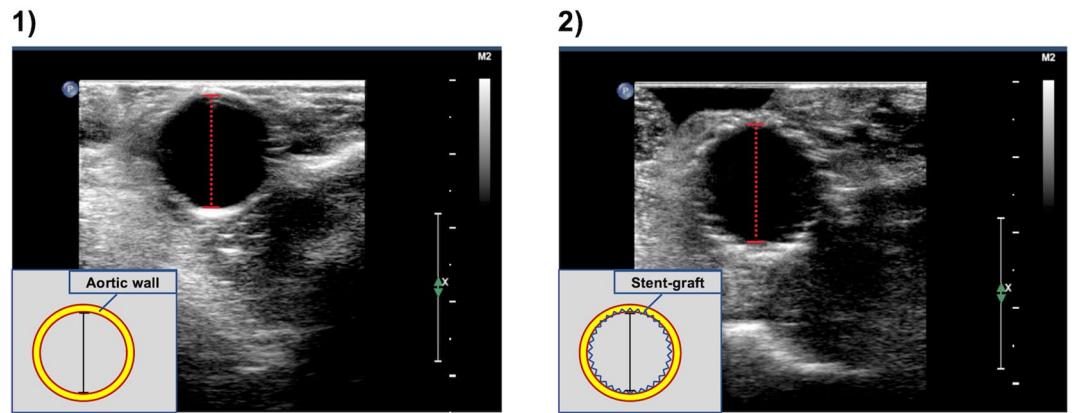 1)
2)
M2
M2
P
P
X
X
Aortic wall
Stent-graft